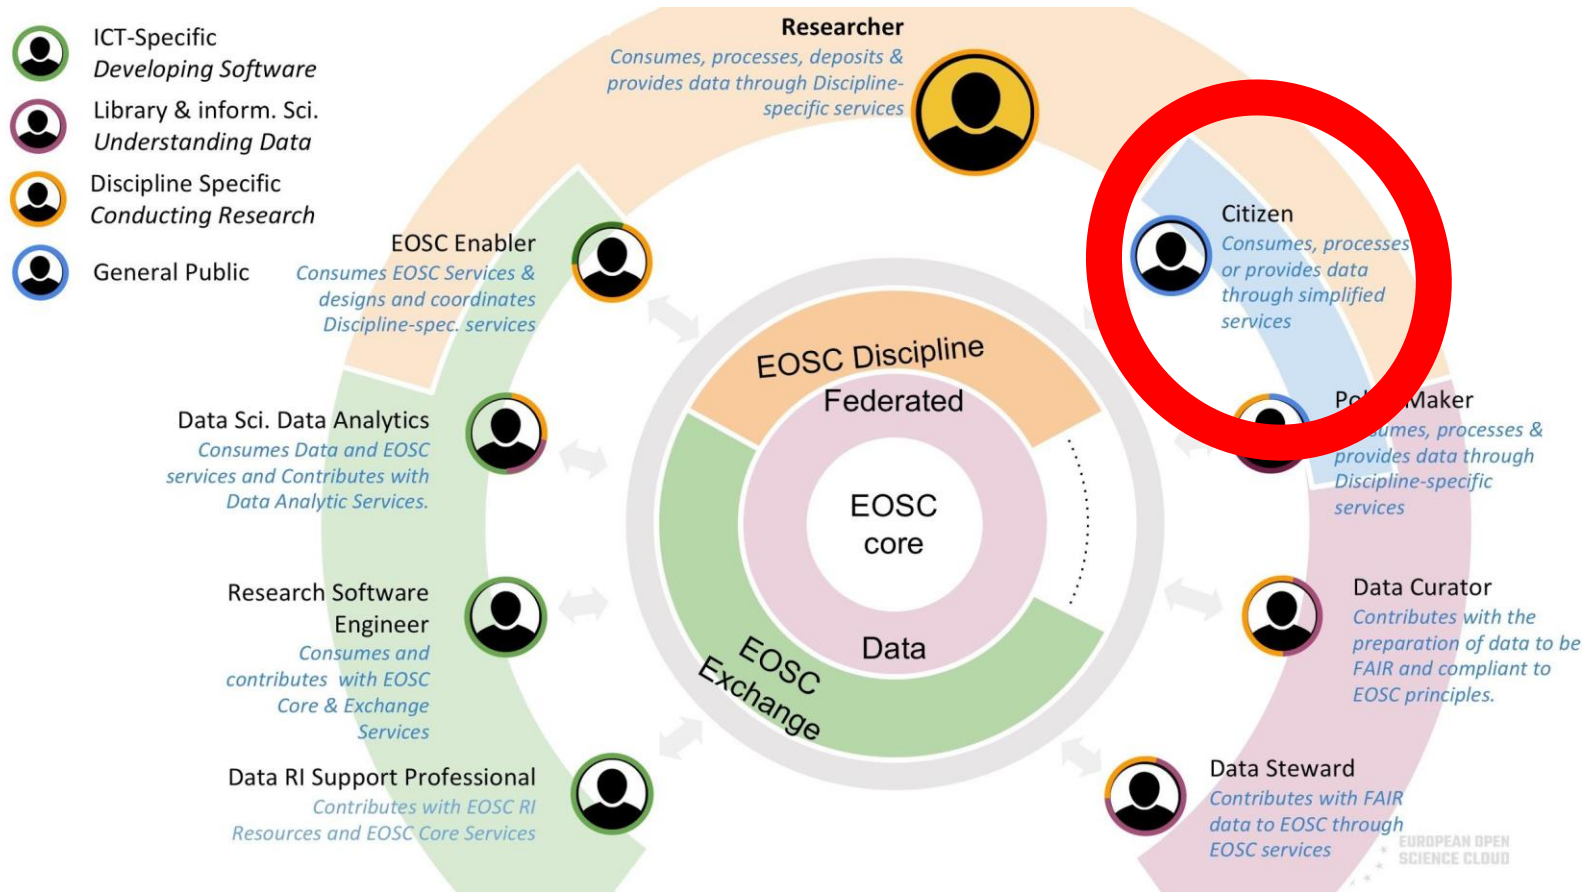 ICT-Specific
Developing Software
Library & inform. Sci.
Understanding Data
Discipline Specific
Conducting Research
General Public
Researcher
Consumes, processes, deposits &
provides data through Discipline-
specific services
EOSC Enabler
Consumes EOSC Services &
designs and coordinates
Discipline-spec. services
Data Sci. Data Analytics
Consumes Data and EOSC
services and Contributes with
Data Analytic Services.
Research Software
Engineer
Consumes and
contributes with EOSC
Core & Exchange
Services
Data RI Support Professional
Contributes with EOSC RI
Resources and EOSC Core Services
EOSC Discipline
Federated
EOSC
core
Data
EOSC
Exchange
Citizen
Consumes, processes
or provides data
through simplified
services
Maker
processes &
provides data through
Discipline-specific
services
Data Curator
Contributes with the
preparation of data to be
FAIR and compliant to
EOSC principles.
Data Steward
Contributes with FAIR
data to EOSC through
EOSC services
EUROPEAN OPEN
SCIENCE CLOUD